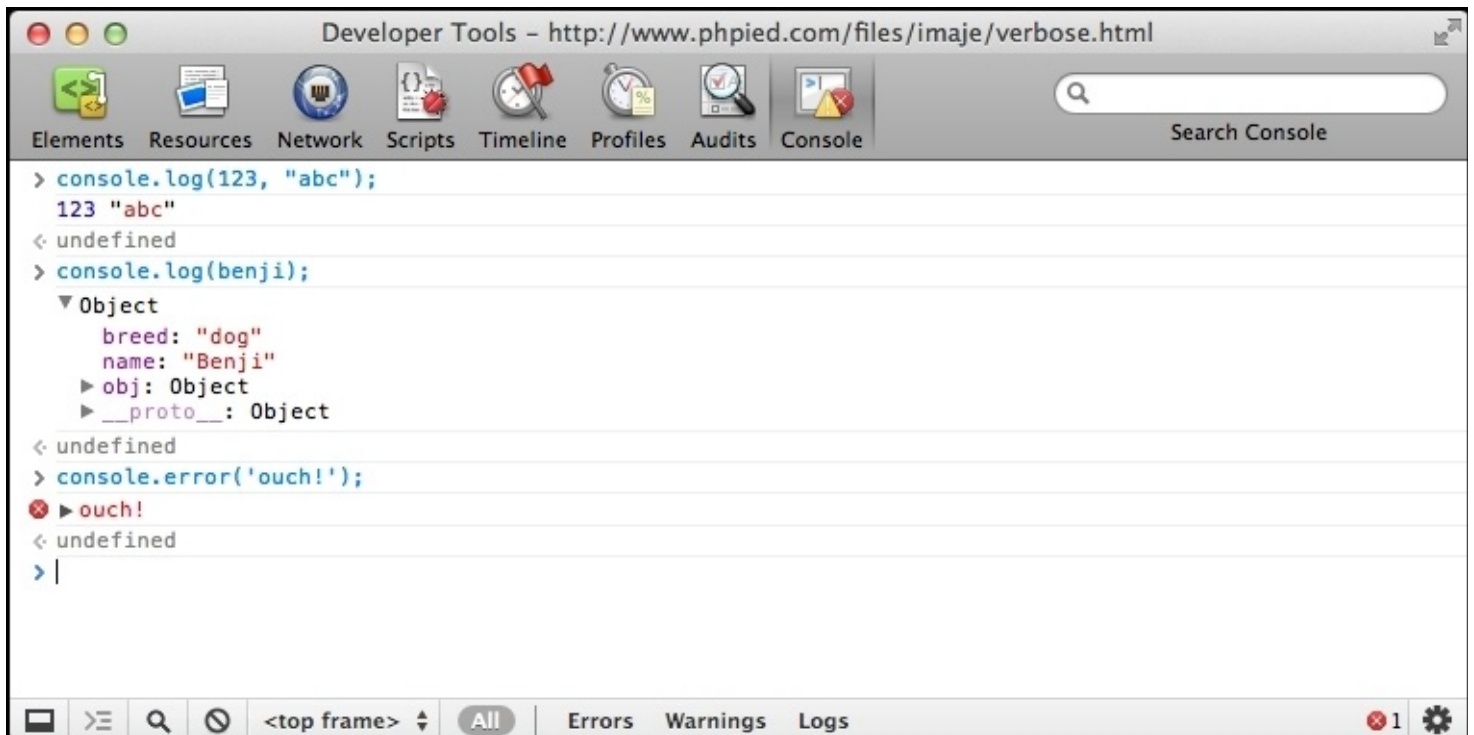 Developer Tools – http://www.phpied.com/files/imaje/verbose.html
Elements Resources Network Scripts Timeline Profiles Audits Console Search Console
> console.log(123, "abc");
123 "abc"
undefined
> console.log(benji);
Object
breed: "dog"
name: "Benji"
obj: Object
__proto__: Object
undefined
> console.error('ouch!');
ouch!
undefined
>
<top frame> All Errors Warnings Logs 1